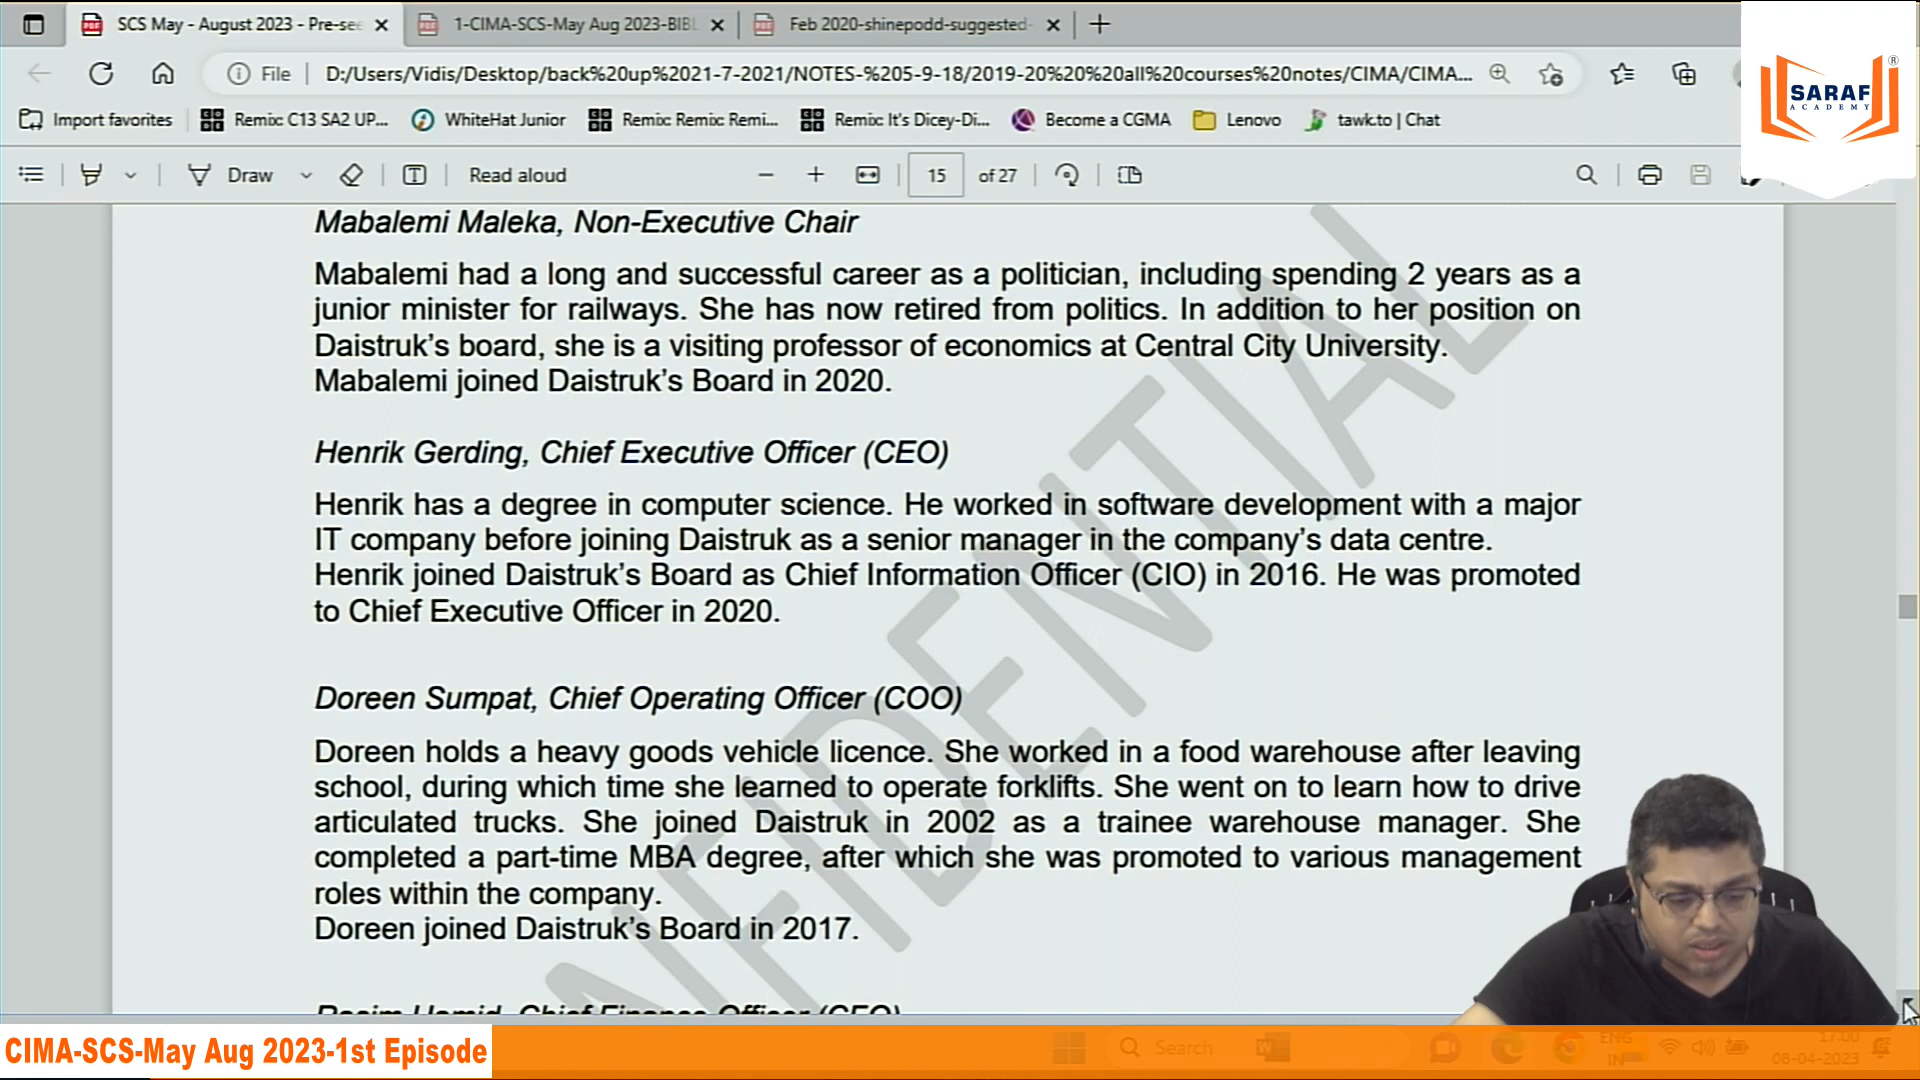 SCS May - August 2023 - Pre-see
1-CIMA-SCS-May Aug 2023-BIBL
Feb 2020-shinepodd-suggested-
File
D:/Users/Vidis/Desktop/back%20up%2021-7-2021/NOTES-%205-9-18/2019-20%20%20all%20courses%20notes/CIMA/CIMA...
SARAF
ACADEMY
®
Import favorites
Remix: C13 SA2 UP...
WhiteHat Junior
Remix: Remix: Remi...
Remix: It's Dicey-Di...
Become a CGMA
Lenovo
tawk.to | Chat
Draw
Read aloud
15
of 27
Mabalemi Maleka, Non-Executive Chair
Mabalemi had a long and successful career as a politician, including spending 2 years as a
junior minister for railways. She has now retired from politics. In addition to her position on
Daistruk's board, she is a visiting professor of economics at Central City University.
Mabalemi joined Daistruk's Board in 2020.
Henrik Gerding, Chief Executive Officer (CEO)
Henrik has a degree in computer science. He worked in software development with a major
IT company before joining Daistruk as a senior manager in the company's data centre.
Henrik joined Daistruk's Board as Chief Information Officer (CIO) in 2016. He was promoted
to Chief Executive Officer in 2020.
Doreen Sumpat, Chief Operating Officer (COO)
Doreen holds a heavy goods vehicle licence. She worked in a food warehouse after leaving
school, during which time she learned to operate forklifts. She went on to learn how to drive
articulated trucks. She joined Daistruk in 2002 as a trainee warehouse manager. She
completed a part-time MBA degree, after which she was promoted to various management
roles within the company.
Doreen joined Daistruk's Board in 2017.
Chief Finance Officer (CFO)
CIMA-SCS-May Aug 2023-1st Episode
Search
ENG
IN
17:00
08-04-2023